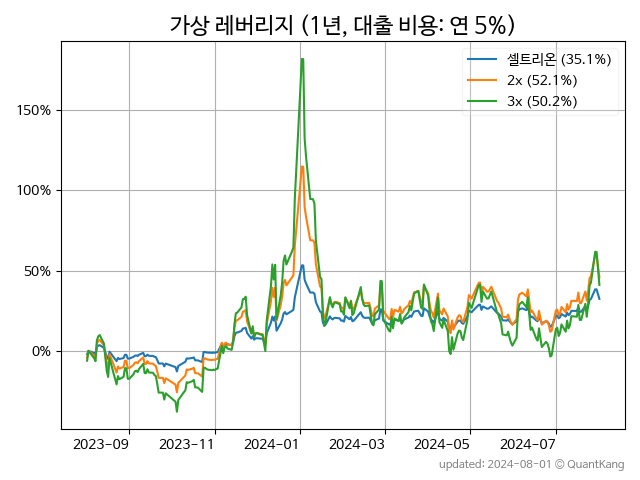 가상 레버리지 (1년, 대출 비용: 연 5%)
셀트리온 (35.1%)
2x (52.1%)
3x (50.2%)
150%
100%
50%
0%
2023-09 2023-11 2024-01 2024-03 2024-05 2024-07
updated: 2024-08-01 © QuantKang